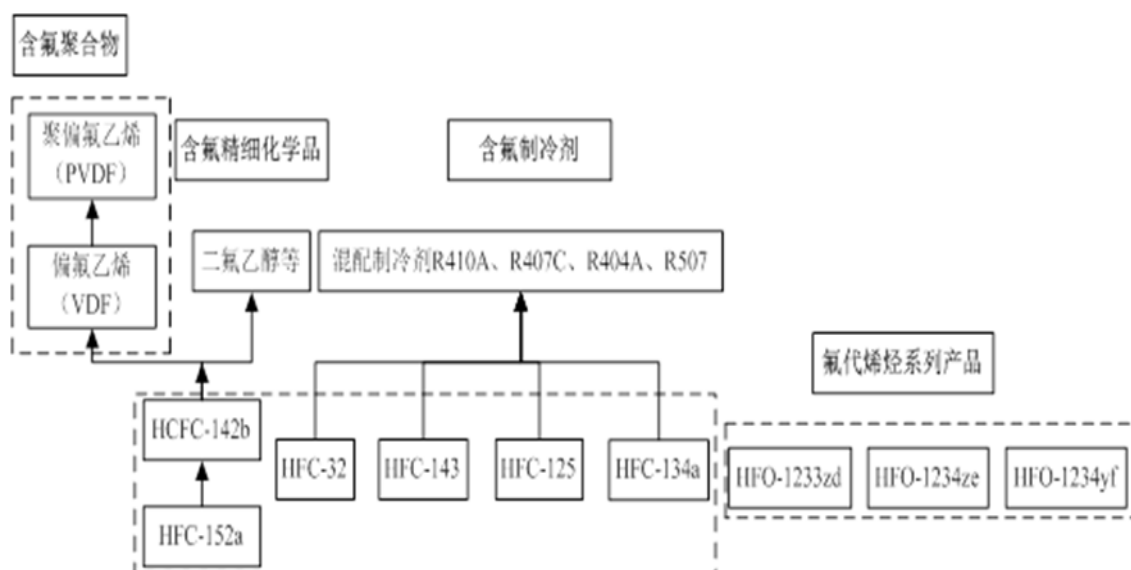 含氟聚合物
聚偏氟乙烯
（PVDF）
含氟精细化学品
含氟制冷剂
偏氟乙烯
（VDF）
二氟乙醇等
混配制冷剂R410A、R407C、R404A、R507
氟代烯烃系列产品
HCFC-142b
HFC-32
HFC-143
HFC-125
HFC-134a
HFO-1233zd
HFO-1234ze
HFO-1234yf
HFC-152a